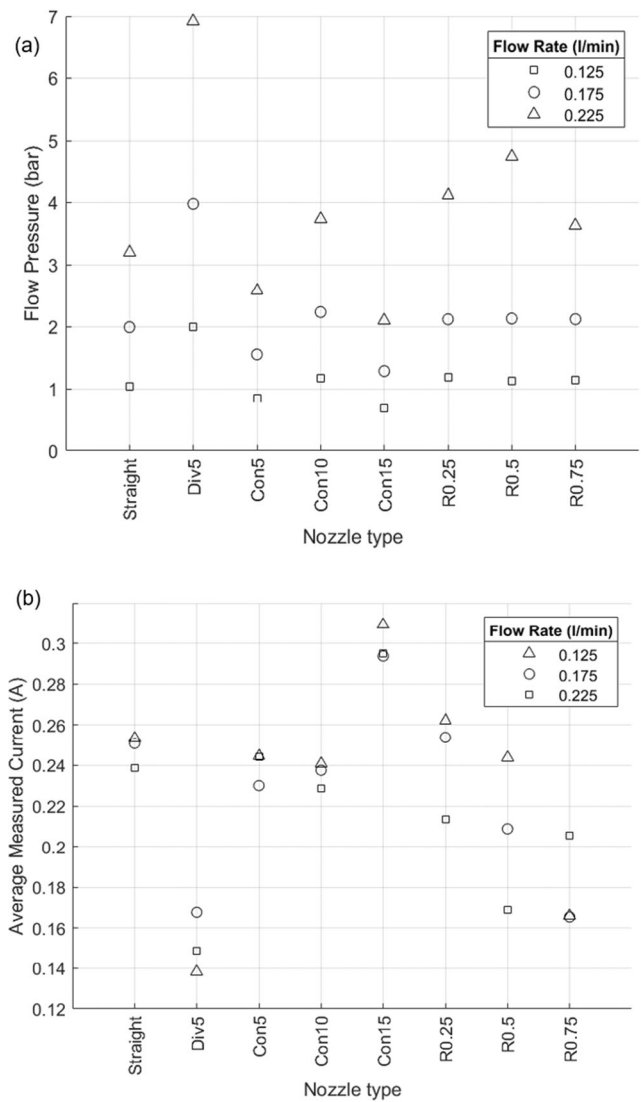 (a)
Flow Pressure (bar)
7
6
5
4
3
2
1
0
Flow Rate (l/min)
0.125
0.175
0.225
Straight
Div5
Con5
Con10
Con15
R0.25
R0.5
R0.75
Nozzle type
(b)
Average Measured Current (A)
0.3
0.28
0.26
0.24
0.22
0.2
0.18
0.16
0.14
0.12
Flow Rate (l/min)
0.125
0.175
0.225
Straight
Div5
Con5
Con10
Con15
R0.25
R0.5
R0.75
Nozzle type